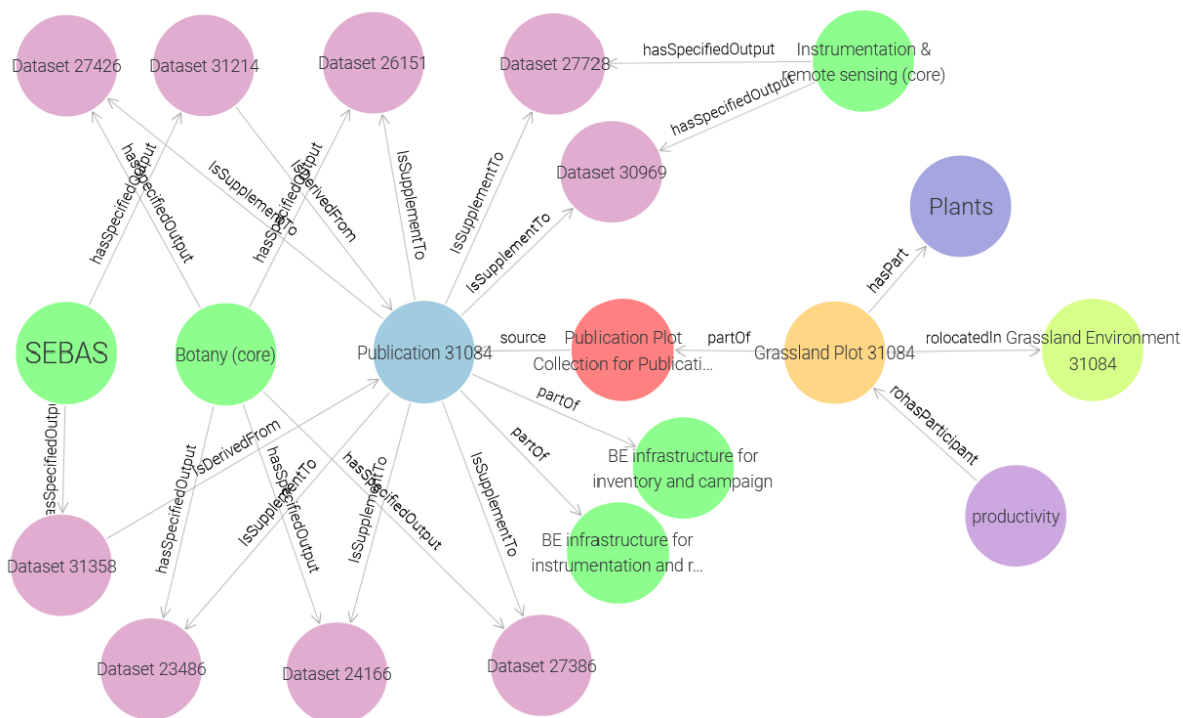 Dataset 27426
Dataset 31214
Dataset 26151
Dataset 27728
hasSpecifiedOutput
Instrumentation &
remote sensing (core)
hasSpecifiedOutput
Dataset 30969
hasSpecifiedOutput
hasSpecifiedOutput
hasSpecifiedOutput
IsSupplementTo
IsDerivedFrom
IsSupplementTo
IsSupplementTo
IsSupplementTo
Plants
hasPart
SEBAS
Botany (core)
Publication 31084
source
Publication Plot
Collection for Publicati...
partOf
Grassland Plot 31084
rolocatedIn
Grassland Environment
31084
partOf
partOf
rohasParticipant
BE infrastructure for
inventory and campaign
productivity
BE infrastructure for
instrumentation and r...
hasSpecifiedOutput
IsDerivedFrom
hasSpecifiedOutput
hasSpecifiedOutput
IsSupplementTo
IsSupplementTo
hasSpecifiedOutput
IsSupplementTo
Dataset 31358
Dataset 23486
Dataset 24166
Dataset 27386